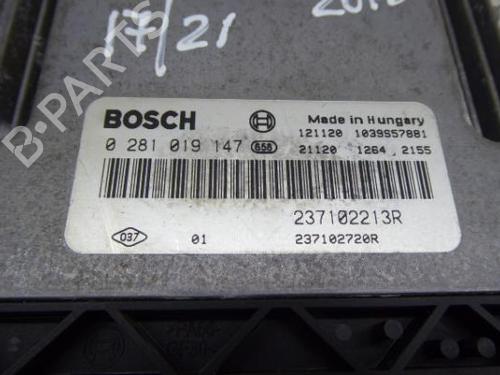 17/21
B-PARTS
BOSCH
Made in Hungary
121120 1039S57881
0 281 019 147 656
21120 1264 . 2155
237102213R
037
01
237102720R